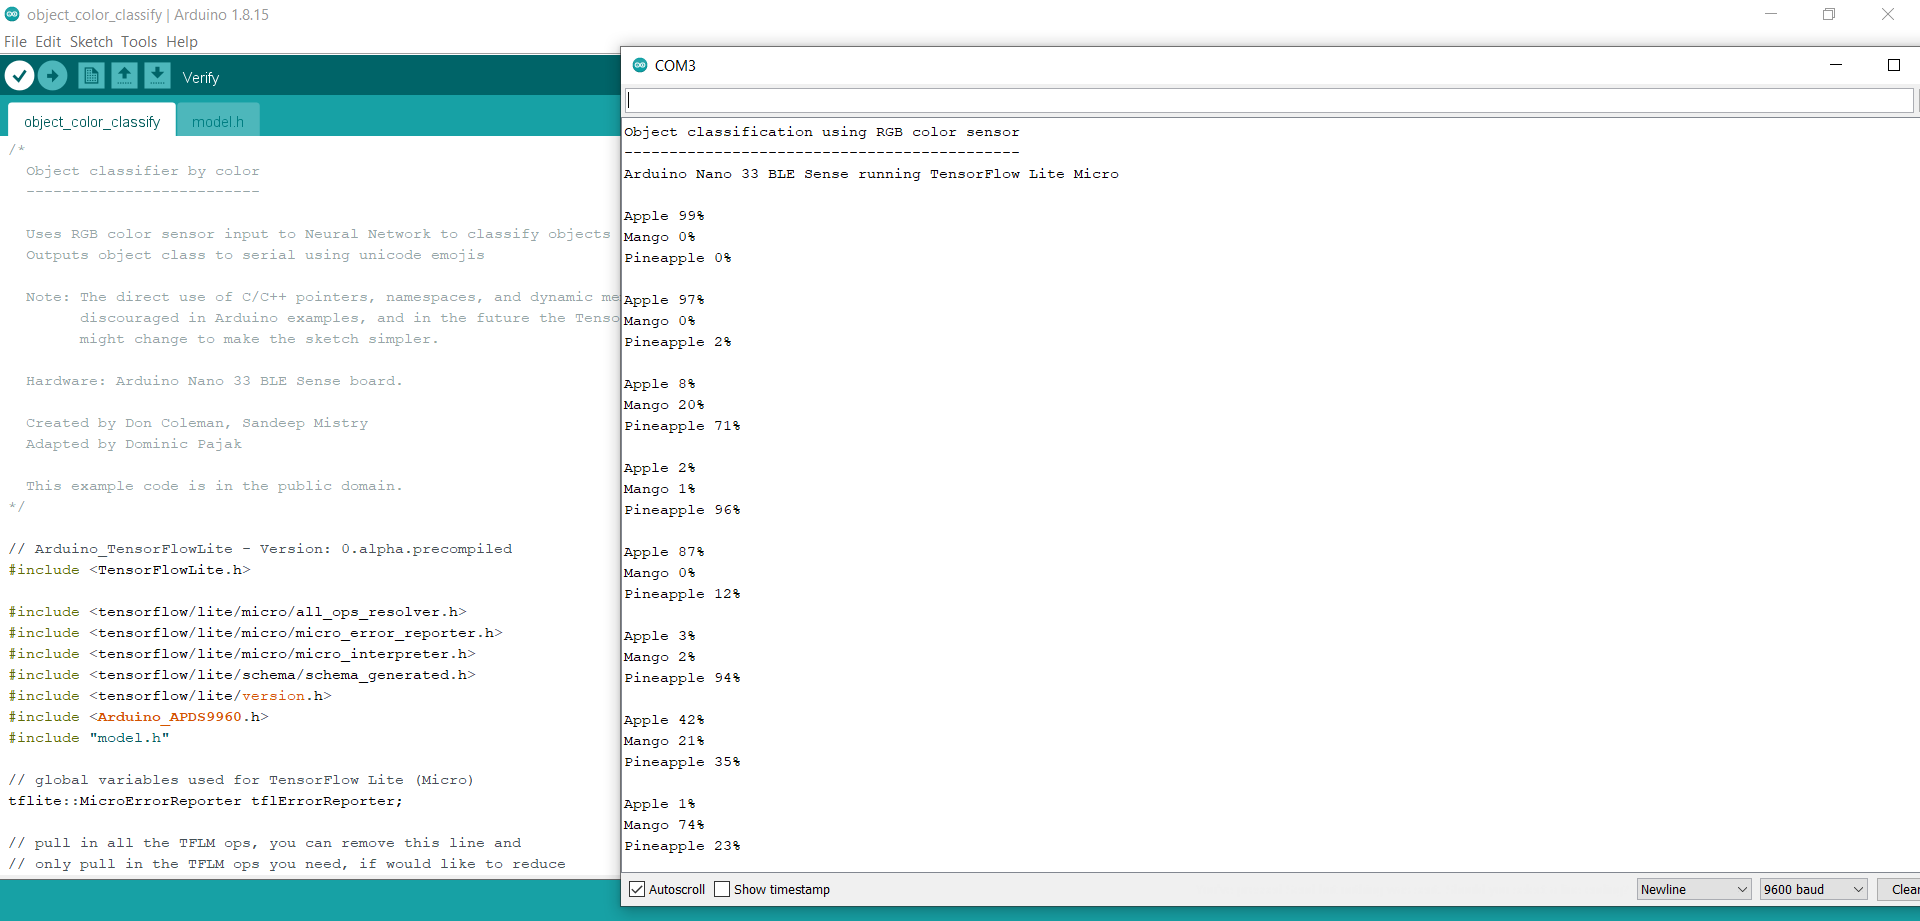 object_color_classify | Arduino 1.8.15
File Edit Sketch Tools Help
Verify
object_color_classify
model.h
/*
Object classifier by color
--------------------------
Uses RGB color sensor input to Neural Network to classify objects
Outputs object class to serial using unicode emojis
Note: The direct use of C/C++ pointers, namespaces, and dynamic me
discouraged in Arduino examples, and in the future the Tenso
might change to make the sketch simpler.
Hardware: Arduino Nano 33 BLE Sense board.
Created by Don Coleman, Sandeep Mistry
Adapted by Dominic Pajak
This example code is in the public domain.
*/
// Arduino_TensorFlowLite - Version: 0.alpha.precompiled
#include <TensorFlowLite.h>
#include <tensorflow/lite/micro/all_ops_resolver.h>
#include <tensorflow/lite/micro/micro_error_reporter.h>
#include <tensorflow/lite/micro/micro_interpreter.h>
#include <tensorflow/lite/schema/schema_generated.h>
#include <tensorflow/lite/version.h>
#include <Arduino_APDS9960.h>
#include "model.h"
// global variables used for TensorFlow Lite (Micro)
tflite::MicroErrorReporter tflErrorReporter;
// pull in all the TFLM ops, you can remove this line and
// only pull in the TFLM ops you need, if would like to reduce
COM3
Object classification using RGB color sensor
--------------------------------------------
Arduino Nano 33 BLE Sense running TensorFlow Lite Micro
Apple 99%
Mango 0%
Pineapple 0%
Apple 97%
Mango 0%
Pineapple 2%
Apple 8%
Mango 20%
Pineapple 71%
Apple 2%
Mango 1%
Pineapple 96%
Apple 87%
Mango 0%
Pineapple 12%
Apple 3%
Mango 2%
Pineapple 94%
Apple 42%
Mango 21%
Pineapple 35%
Apple 1%
Mango 74%
Pineapple 23%
Autoscroll Show timestamp Newline 9600 baud Clear